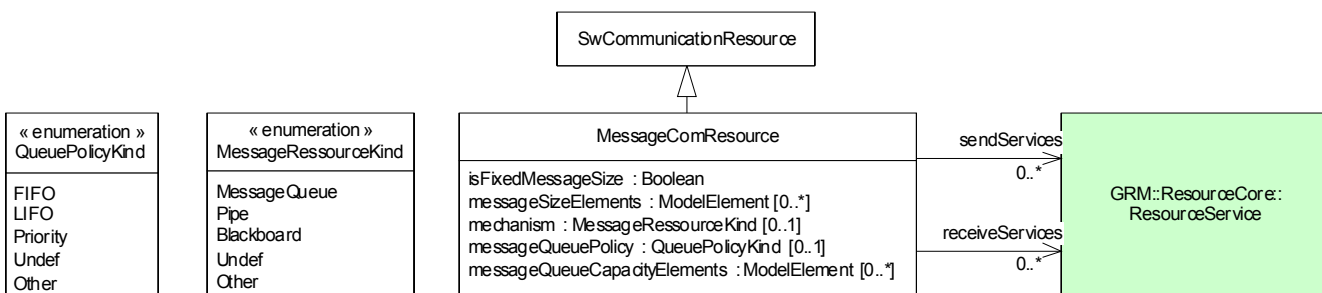 SwCommunicationResource
« enumeration »
QueuePolicyKind
FIFO
LIFO
Priority
Undef
Other
« enumeration »
MessageRessourceKind
MessageQueue
Pipe
Blackboard
Undef
Other
MessageComResource
isFixedMessageSize : Boolean
messageSizeElements : ModelElement [0..*]
mechanism : MessageRessourceKind [0..1]
messageQueuePolicy : QueuePolicyKind [0..1]
messageQueueCapacityElements : ModelElement [0..*]
sendServices
0..*
receiveServices
0..*
GRM::ResourceCore::
ResourceService